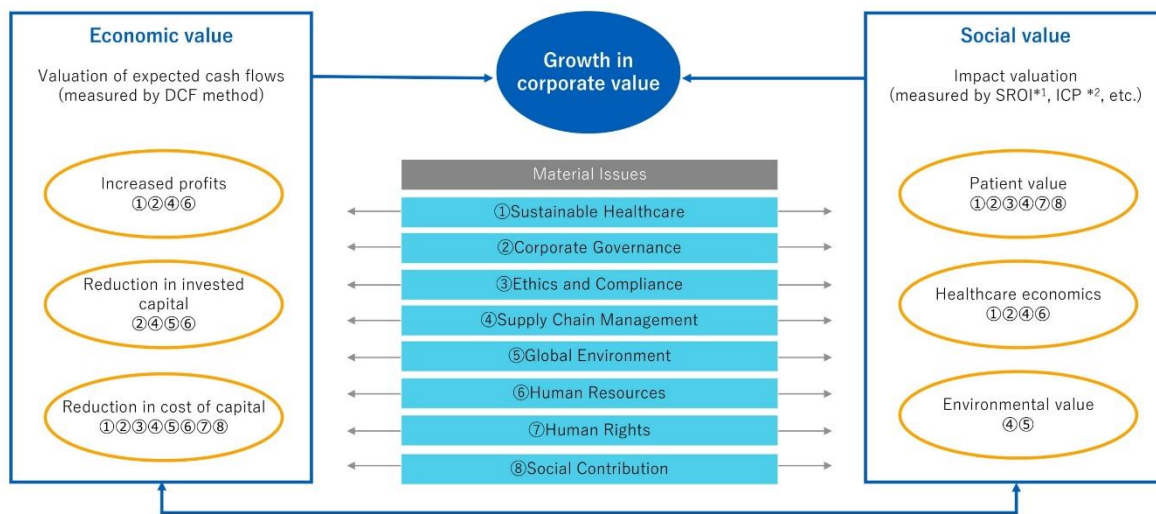 Economic value
Valuation of expected cash flows
(measured by DCF method)
Increased profits
①②④⑥
Reduction in invested
capital
②④⑤⑥
Reduction in cost of capital
①②③④⑤⑥⑦⑧
Growth in
corporate value
Material Issues
①Sustainable Healthcare
②Corporate Governance
③Ethics and Compliance
④Supply Chain Management
⑤Global Environment
⑥Human Resources
⑦Human Rights
⑧Social Contribution
Social value
Impact valuation
(measured by SROI*1, ICP *2, etc.)
Patient value
①②③④⑦⑧
Healthcare economics
①②④⑥
Environmental value
④⑤